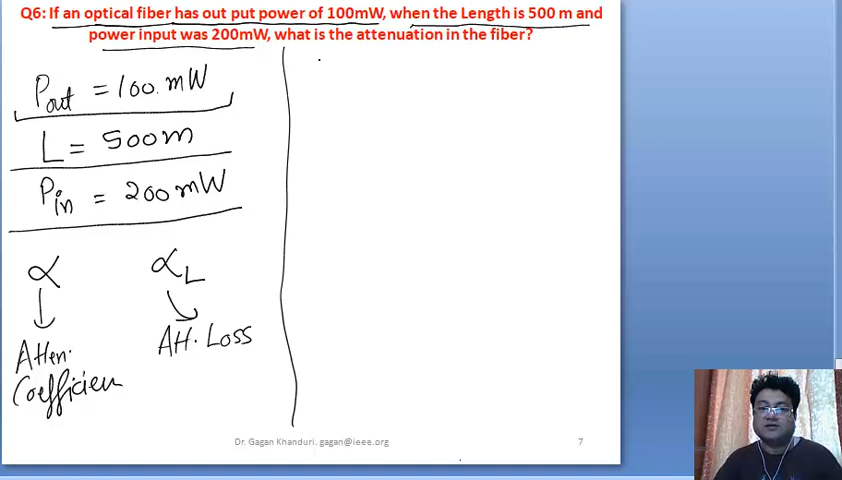 Q6: If an optical fiber has out put power of 100mW, when the Length is 500 m and
power input was 200mW, what is the attenuation in the fiber?
Pout = 100.mW
L = 500m
Pin = 200mW
α αL
Att. Loss
Atten.
Coefficien
Dr. Gagan Khanduri. gagan@ieee.org 7